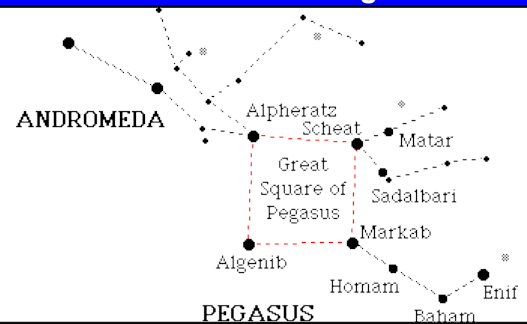 ANDROMEDA
Alpheratz
Scheat
Matar
Great
Square of
Pegasus
Sadalbari
Markab
Algenib
Homam
Enif
PEGASUS
Baham